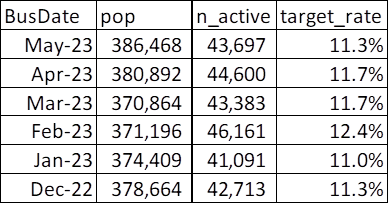 BusDate pop n_active target_rate
May-23 386,468 43,697 11.3%
Apr-23 380,892 44,600 11.7%
Mar-23 370,864 43,383 11.7%
Feb-23 371,196 46,161 12.4%
Jan-23 374,409 41,091 11.0%
Dec-22 378,664 42,713 11.3%